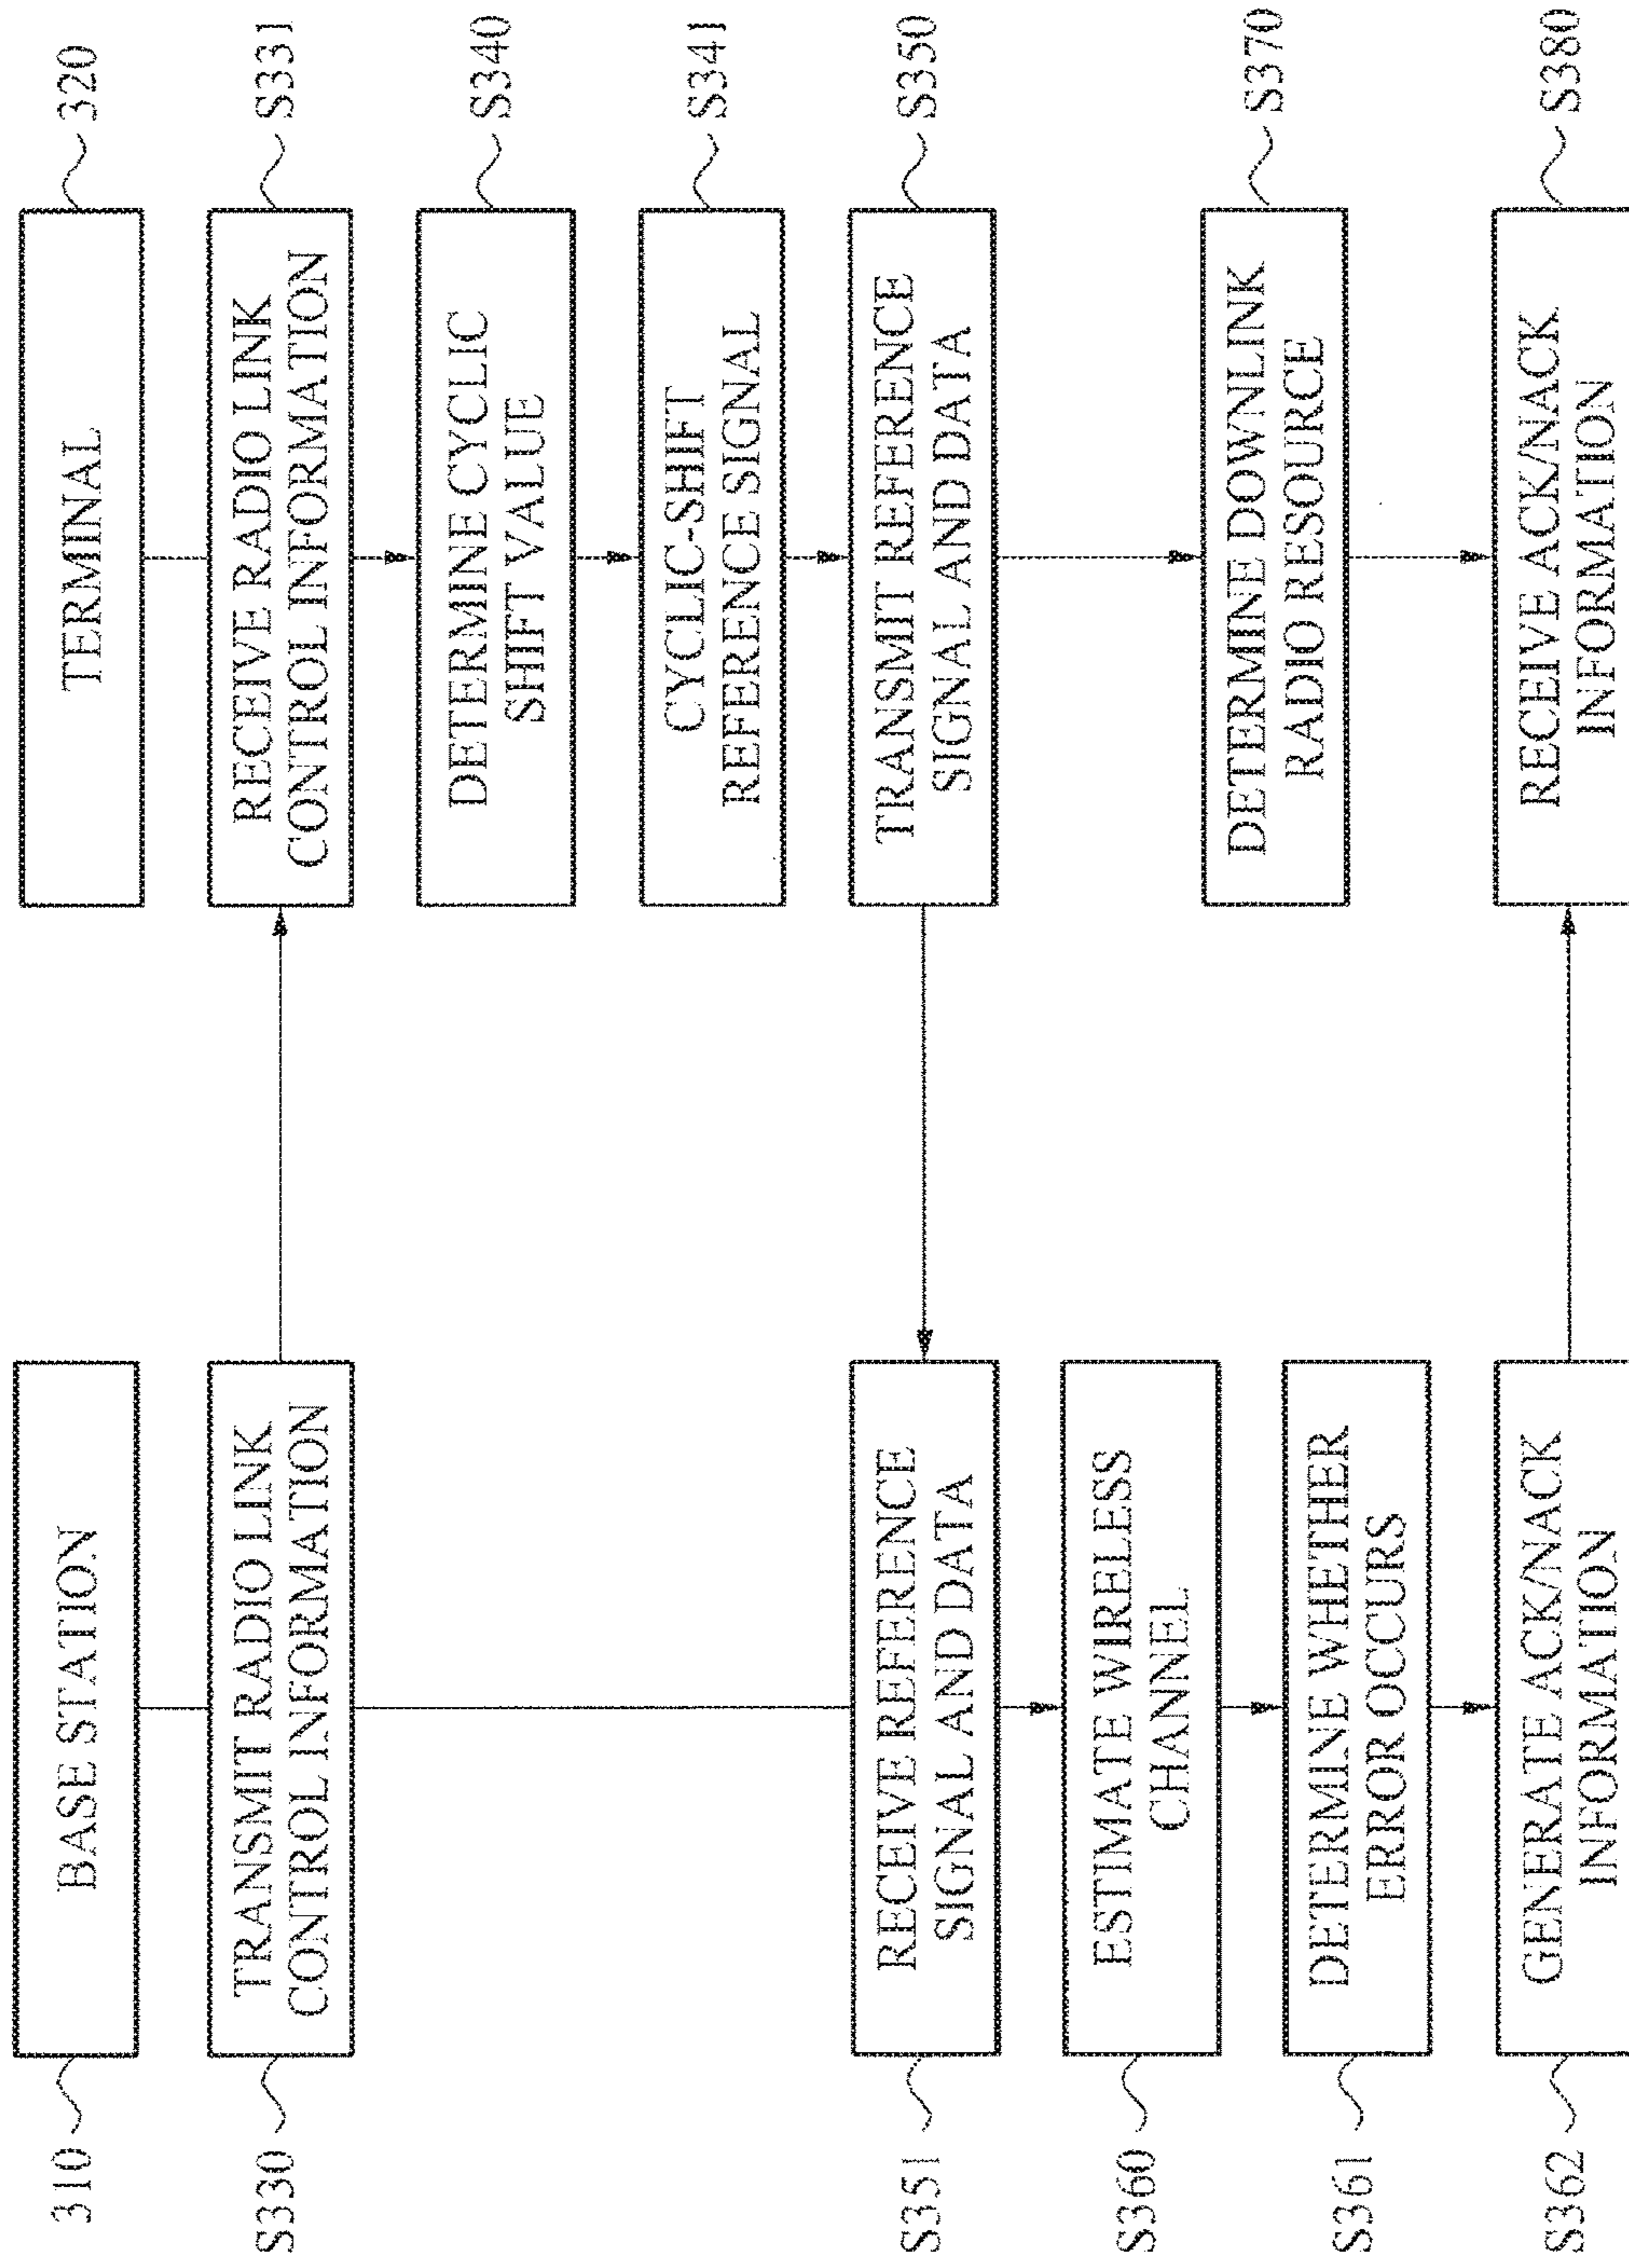 310
BASE STATION
TERMINAL
320
S330
TRANSMIT RADIO LINK
CONTROL INFORMATION
RECEIVE RADIO LINK
CONTROL INFORMATION
S331
DETERMINE CYCLIC
SHIFT VALUE
S340
CYCLIC-SHIFT
REFERENCE SIGNAL
S341
TRANSMIT REFERENCE
SIGNAL AND DATA
S350
S351
RECEIVE REFERENCE
SIGNAL AND DATA
S360
ESTIMATE WIRELESS
CHANNEL
S361
DETERMINE WHETHER
ERROR OCCURS
DETERMINE DOWNLINK
RADIO RESOURCE
S370
S362
GENERATE ACK/NACK
INFORMATION
RECEIVE ACK/NACK
INFORMATION
S380